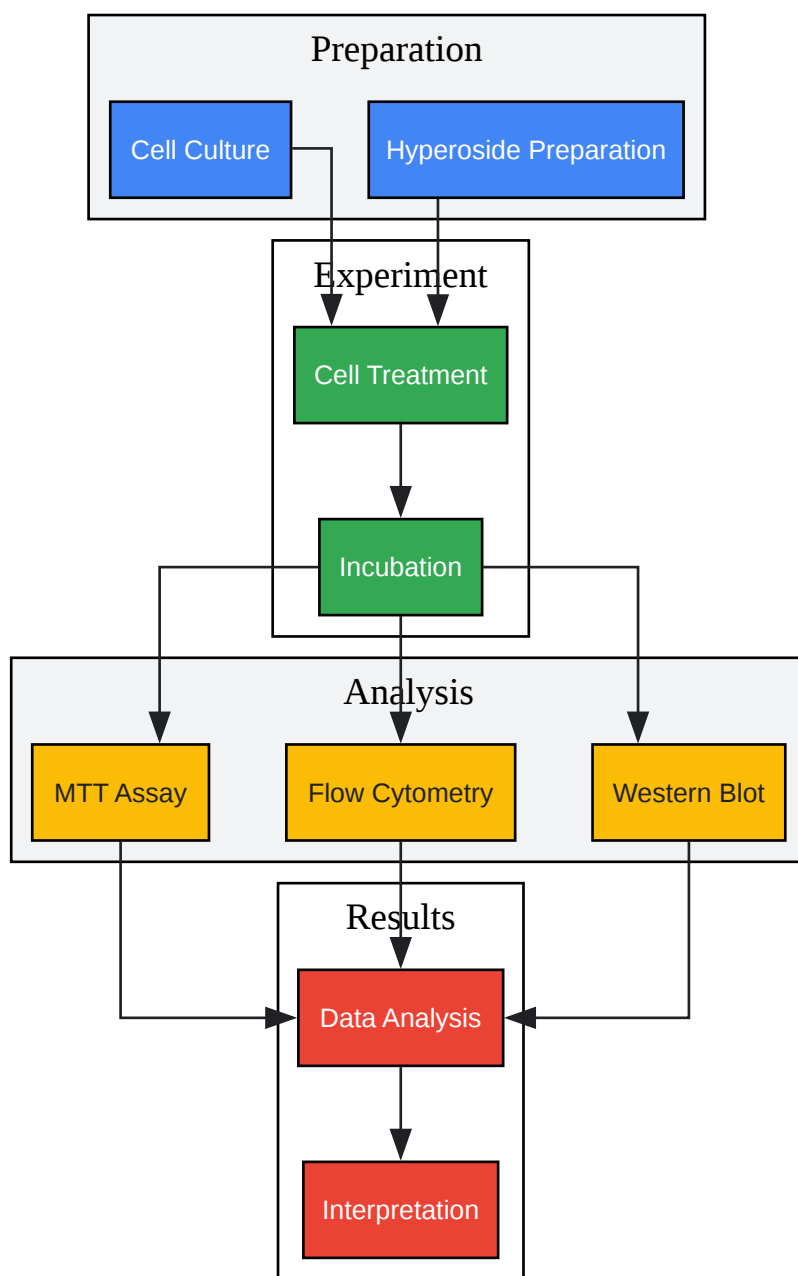 Preparation
Cell Culture
Hyperoside Preparation
Experiment
Cell Treatment
Incubation
Analysis
MTT Assay
Flow Cytometry
Western Blot
Results
Data Analysis
Interpretation